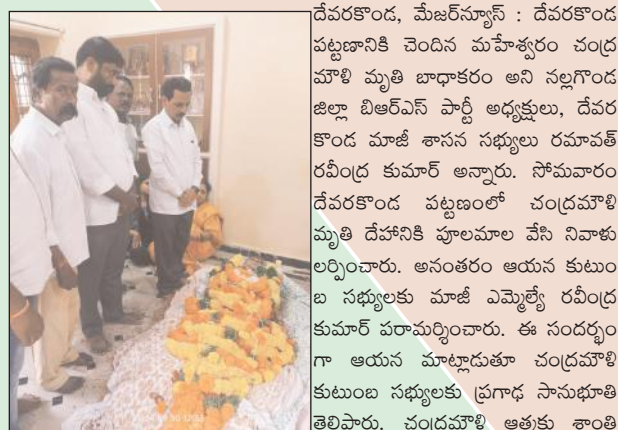 దేవరకొండ, మేజర్‌న్యూస్ : దేవరకొండ
పట్టణానికి చెందిన మహేశ్వరం చంద్ర
మౌళి మృతి బాధాకరం అని నల్లగొండ
జిల్లా బిఆర్ఎస్ పార్టీ అధ్యక్షులు, దేవర
కొండ మాజీ శాసన సభ్యులు రమావత్
రవీంద్ర కుమార్ అన్నారు. సోమవారం
దేవరకొండ పట్టణంలో చంద్రమౌళి
మృతి దేహానికి పూలమాల వేసి నివాళు
లర్పించారు. అనంతరం ఆయన కుటుం
బ సభ్యులకు మాజీ ఎమ్మెల్యే రవీంద్ర
కుమార్ పరామర్శించారు. ఈ సందర్భం
గా ఆయన మాట్లాడుతూ చంద్రమౌళి
కుటుంబ సభ్యులకు ప్రగాఢ సానుభూతి
తెలిపారు. చంద్రమౌళి ఆత్మకు శాంతి